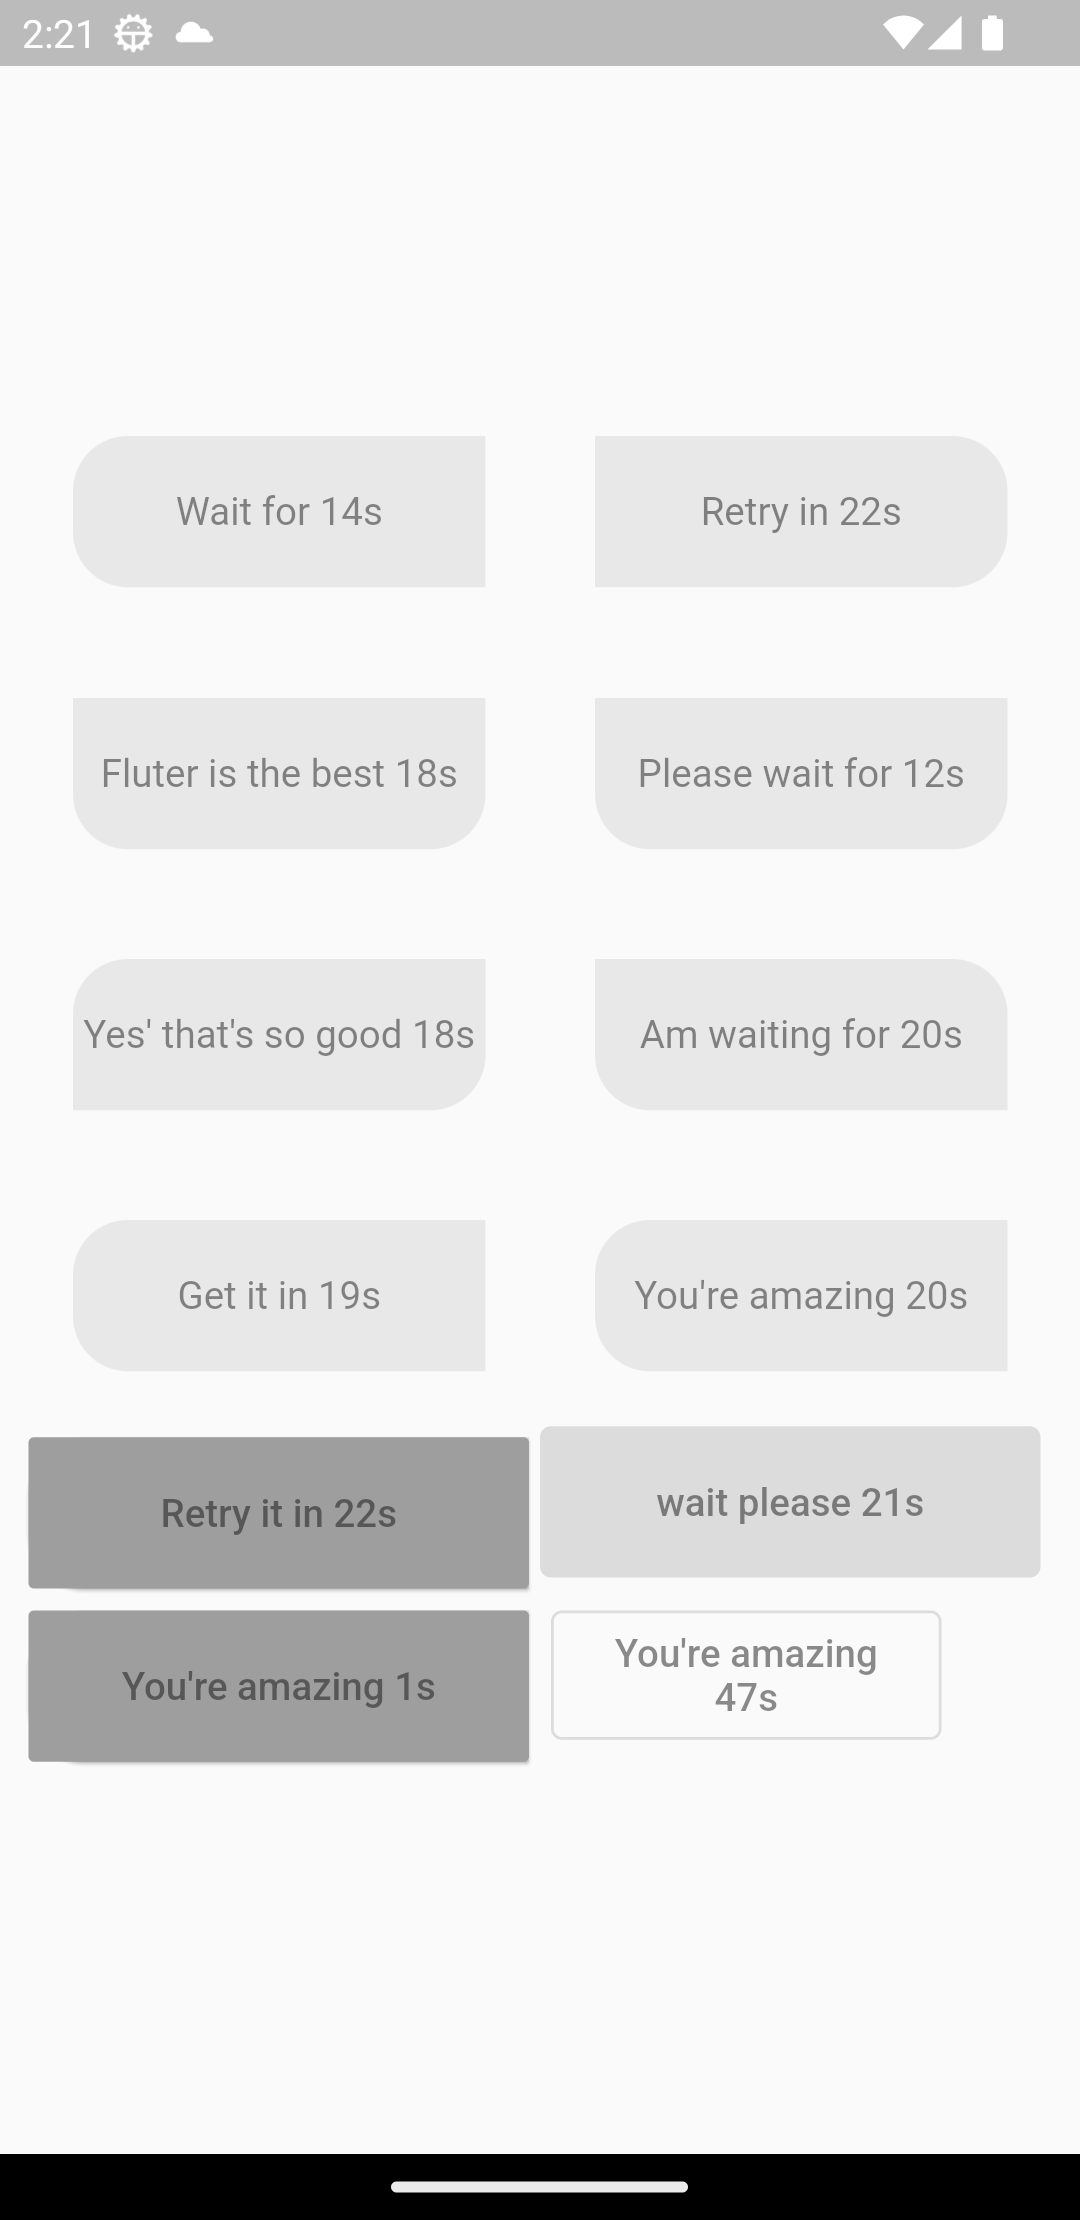 2:21
Wait for 14s
Retry in 22s
Fluter is the best 18s
Please wait for 12s
Yes' that's so good 18s
Am waiting for 20s
Get it in 19s
You're amazing 20s
Retry it in 22s
wait please 21s
You're amazing 1s
You're amazing
47s